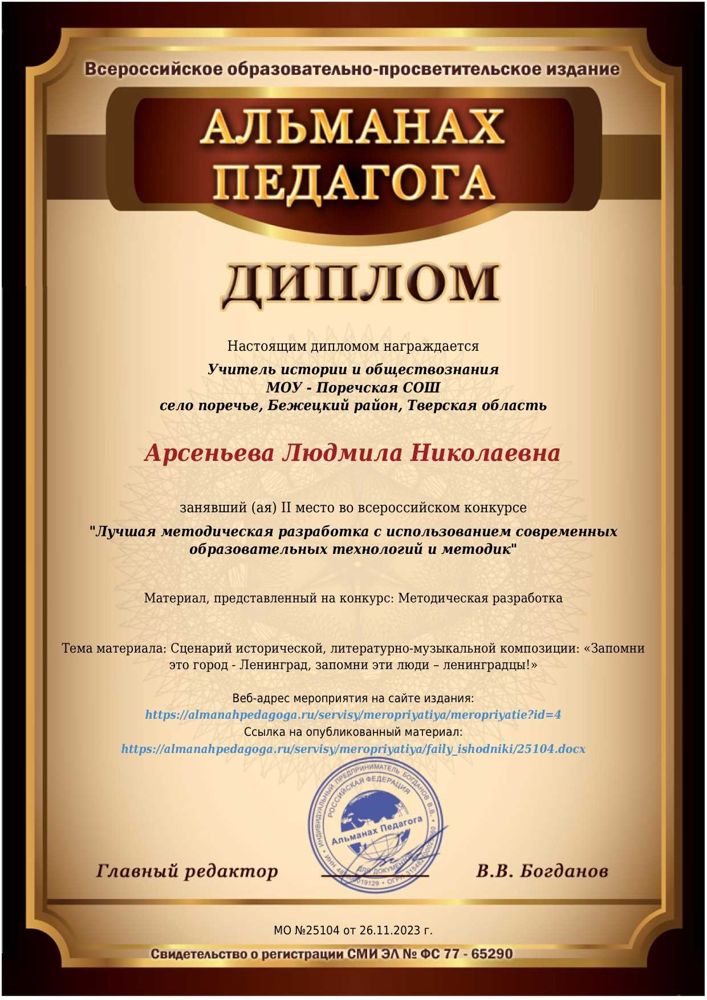 Всероссийское образовательно-просветительское издание
АЛЬМАНАХ
ПЕДАГОГА
ДИПЛОМ
Настоящим дипломом награждается
Учитель истории и обществознания
МОУ - Поречская СОШ
село поречье, Бежецкий район, Тверская область
Арсеньева Людмила Николаевна
занявший (ая) II место во всероссийском конкурсе
"Лучшая методическая разработка с использованием современных
образовательных технологий и методик"
Материал, представленный на конкурс: Методическая разработка
Тема материала: Сценарий исторической, литературно-музыкальной композиции: «Запомни
это город - Ленинград, запомни эти люди – ленинградцы!»
Веб-адрес мероприятия на сайте издания:
https://almanahpedagoga.ru/servisy/meropriyatiya/meropriyatie?id=4
Ссылка на опубликованный материал:
https://almanahpedagoga.ru/servisy/meropriyatiya/faily_ishodniki/25104.docx
ИНДИВИДУАЛЬНЫЙ ПРЕДПРИНИМАТЕЛЬ БОГДАНОВ В.В.
РОССИЙСКАЯ ФЕДЕРАЦИЯ
Альманах Педагога
ДЛЯ ДОКУМЕНТОВ
ИНН
ОГРН
Главный редактор
В.В. Богданов
МО №25104 от 26.11.2023 г.
Свидетельство о регистрации СМИ ЭЛ № ФС 77 - 65290